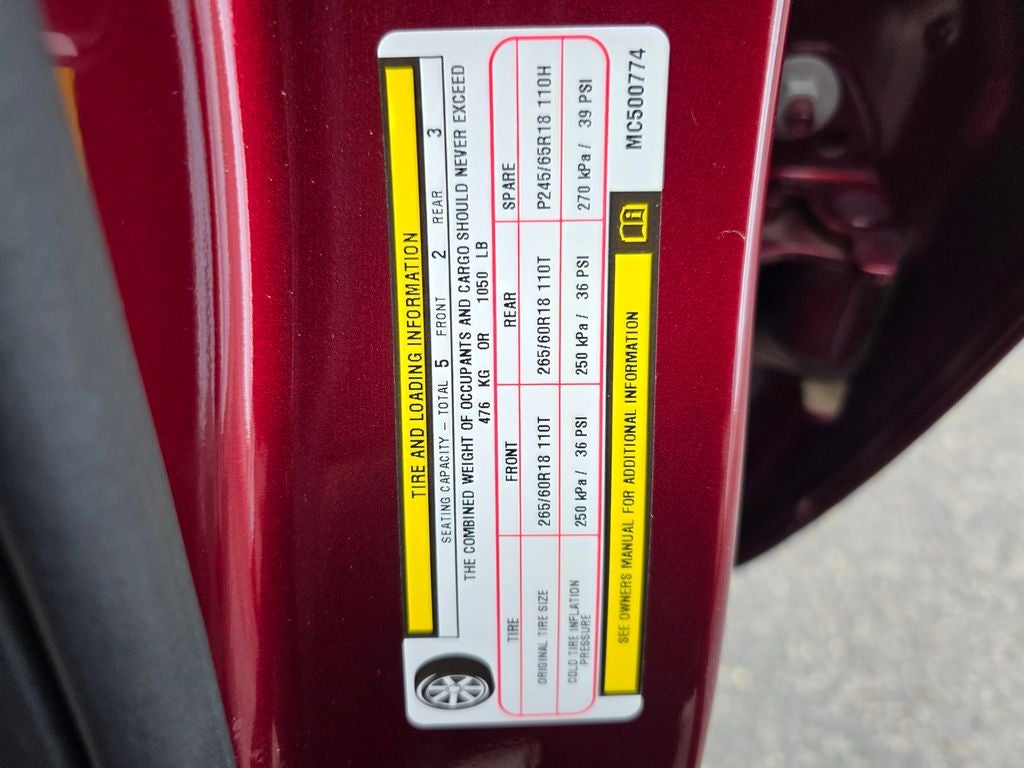 TIRE AND LOADING INFORMATION
SEATING CAPACITY – TOTAL 5 FRONT 2 REAR 3
THE COMBINED WEIGHT OF OCCUPANTS AND CARGO SHOULD NEVER EXCEED
476 KG OR 1050 LB
TIRE FRONT REAR SPARE
ORIGINAL TIRE SIZE 265/60R18 110T 265/60R18 110T P245/65R18 110H
COLD TIRE INFLATION PRESSURE 250 kPa / 36 PSI 250 kPa / 36 PSI 270 kPa / 39 PSI
SEE OWNERS MANUAL FOR ADDITIONAL INFORMATION
MC500774